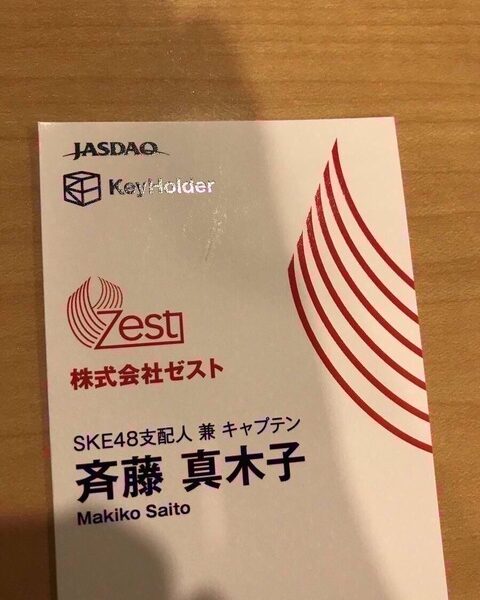 JASDAQ
KeyHolder
Zest
株式会社ゼスト
SKE48支配人 兼 キャプテン
斉藤 真木子
Makiko Saito